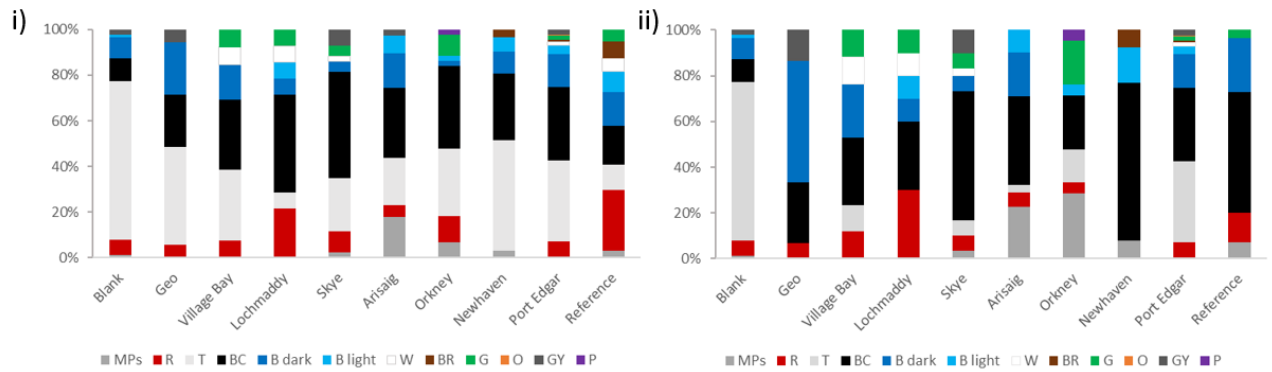 i)
100%
80%
60%
40%
20%
0%
Blank
Geo
Village Bay
Lochmaddy
Skye
Arisaig
Orkney
Newhaven
Port Edgar
Reference
MPs R T BC B dark B light W BR G O GY P
ii)
100%
80%
60%
40%
20%
0%
Blank
Geo
Village Bay
Lochmaddy
Skye
Arisaig
Orkney
Newhaven
Port Edgar
Reference
MPs R T BC B dark B light W BR G O GY P